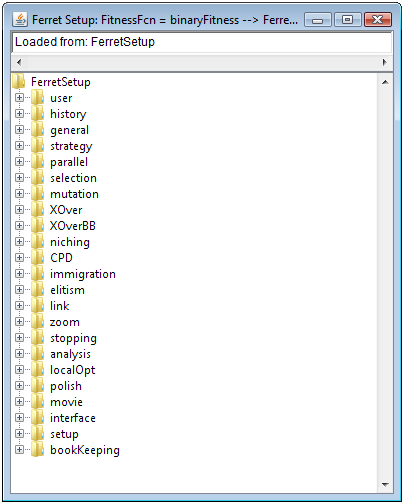 Ferret Setup: FitnessFcn = binaryFitness --> Ferre...
Loaded from: FerretSetup
FerretSetup
user
history
general
strategy
parallel
selection
mutation
XOver
XOverBB
niching
CPD
immigration
elitism
link
zoom
stopping
analysis
localOpt
polish
movie
interface
setup
bookKeeping